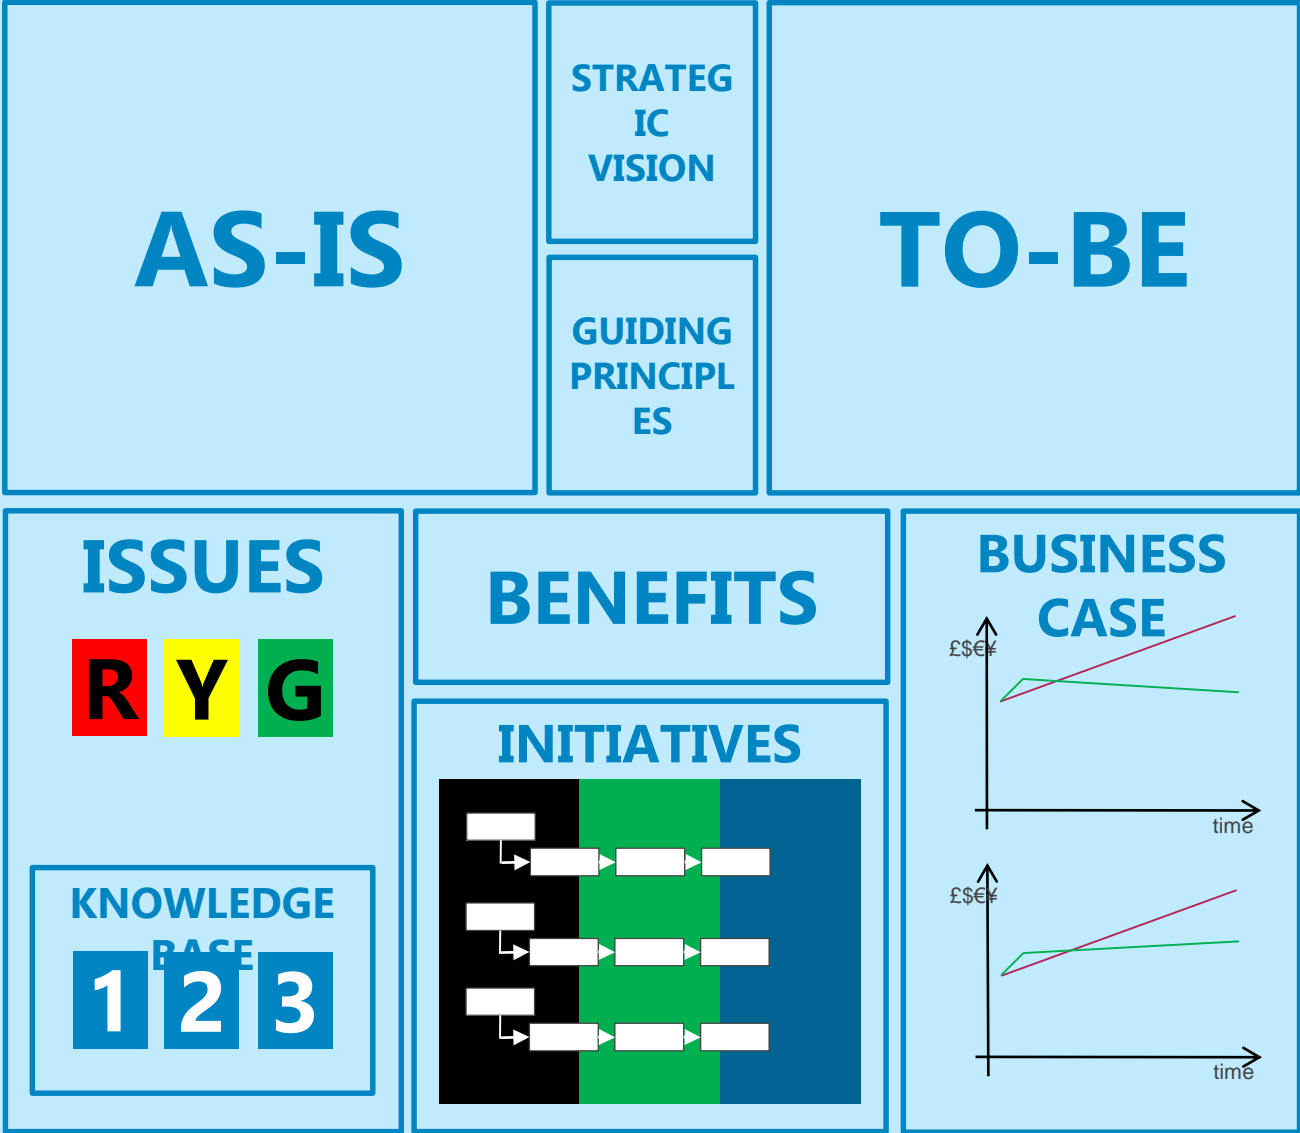 AS-IS
STRATEG
IC
VISION
GUIDING
PRINCIPL
ES
TO-BE
ISSUES
R Y G
KNOWLEDGE
BASE
1 2 3
BENEFITS
INITIATIVES
BUSINESS
CASE
£$€¥
time
£$€¥
time